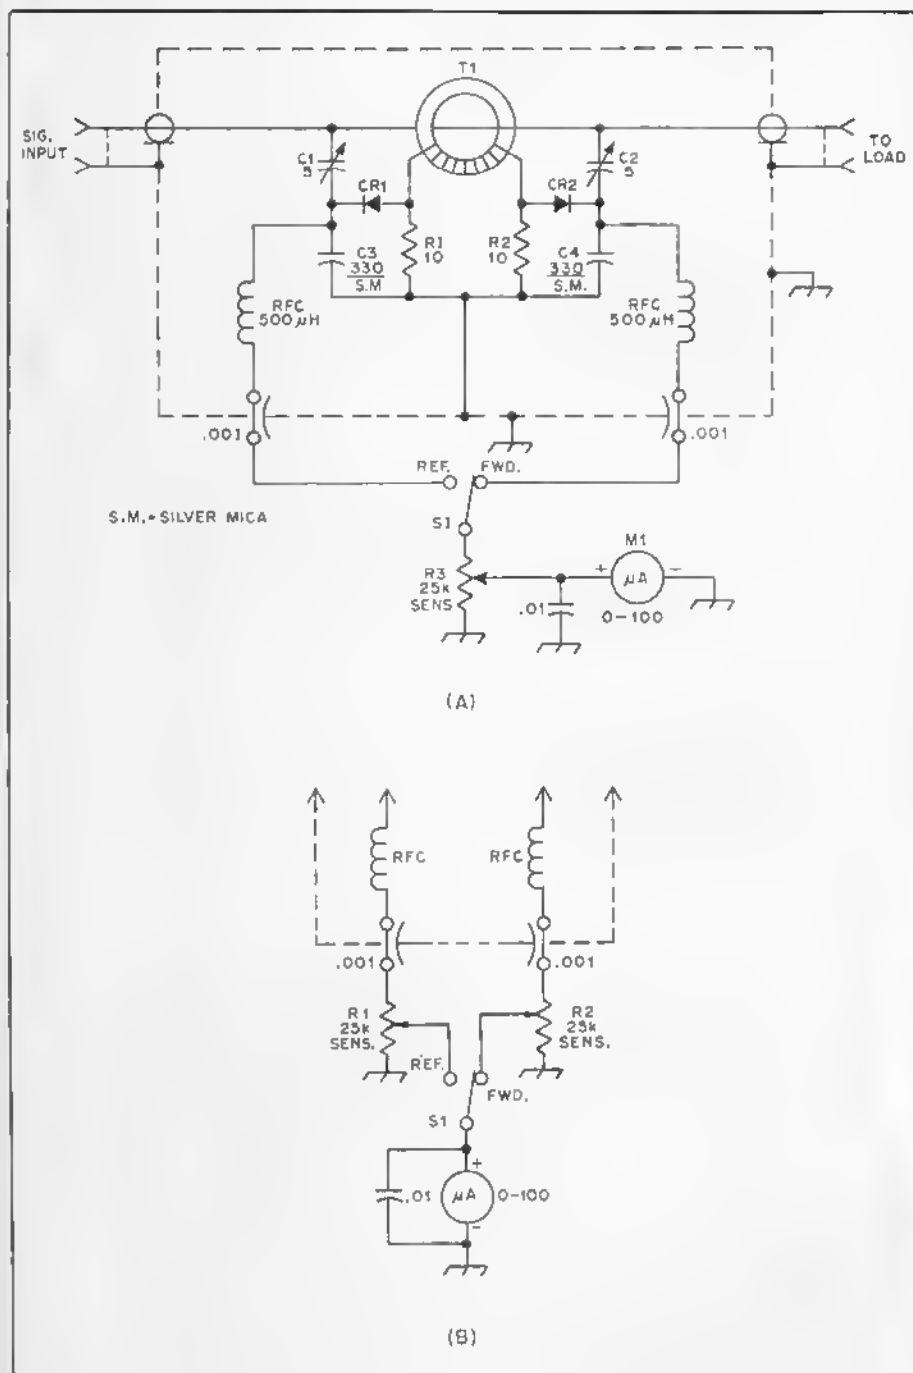 T1
SIG.
INPUT
TO
LOAD
C1
5
C2
5
CR1
CR2
C3
330
S.M
R1
10
R2
10
C4
330
S.M.
RFC
500µH
RFC
500µH
.001
.001
REF.
FWD.
S.M.=SILVER MICA
S1
M1
R3
25k
SENS
+
µA
-
.01
0-100
(A)
RFC
RFC
.001
.001
R1
25k
SENS.
R2
25k
SENS.
REF.
FWD.
S1
+
.01
µA
0-100
-
(B)